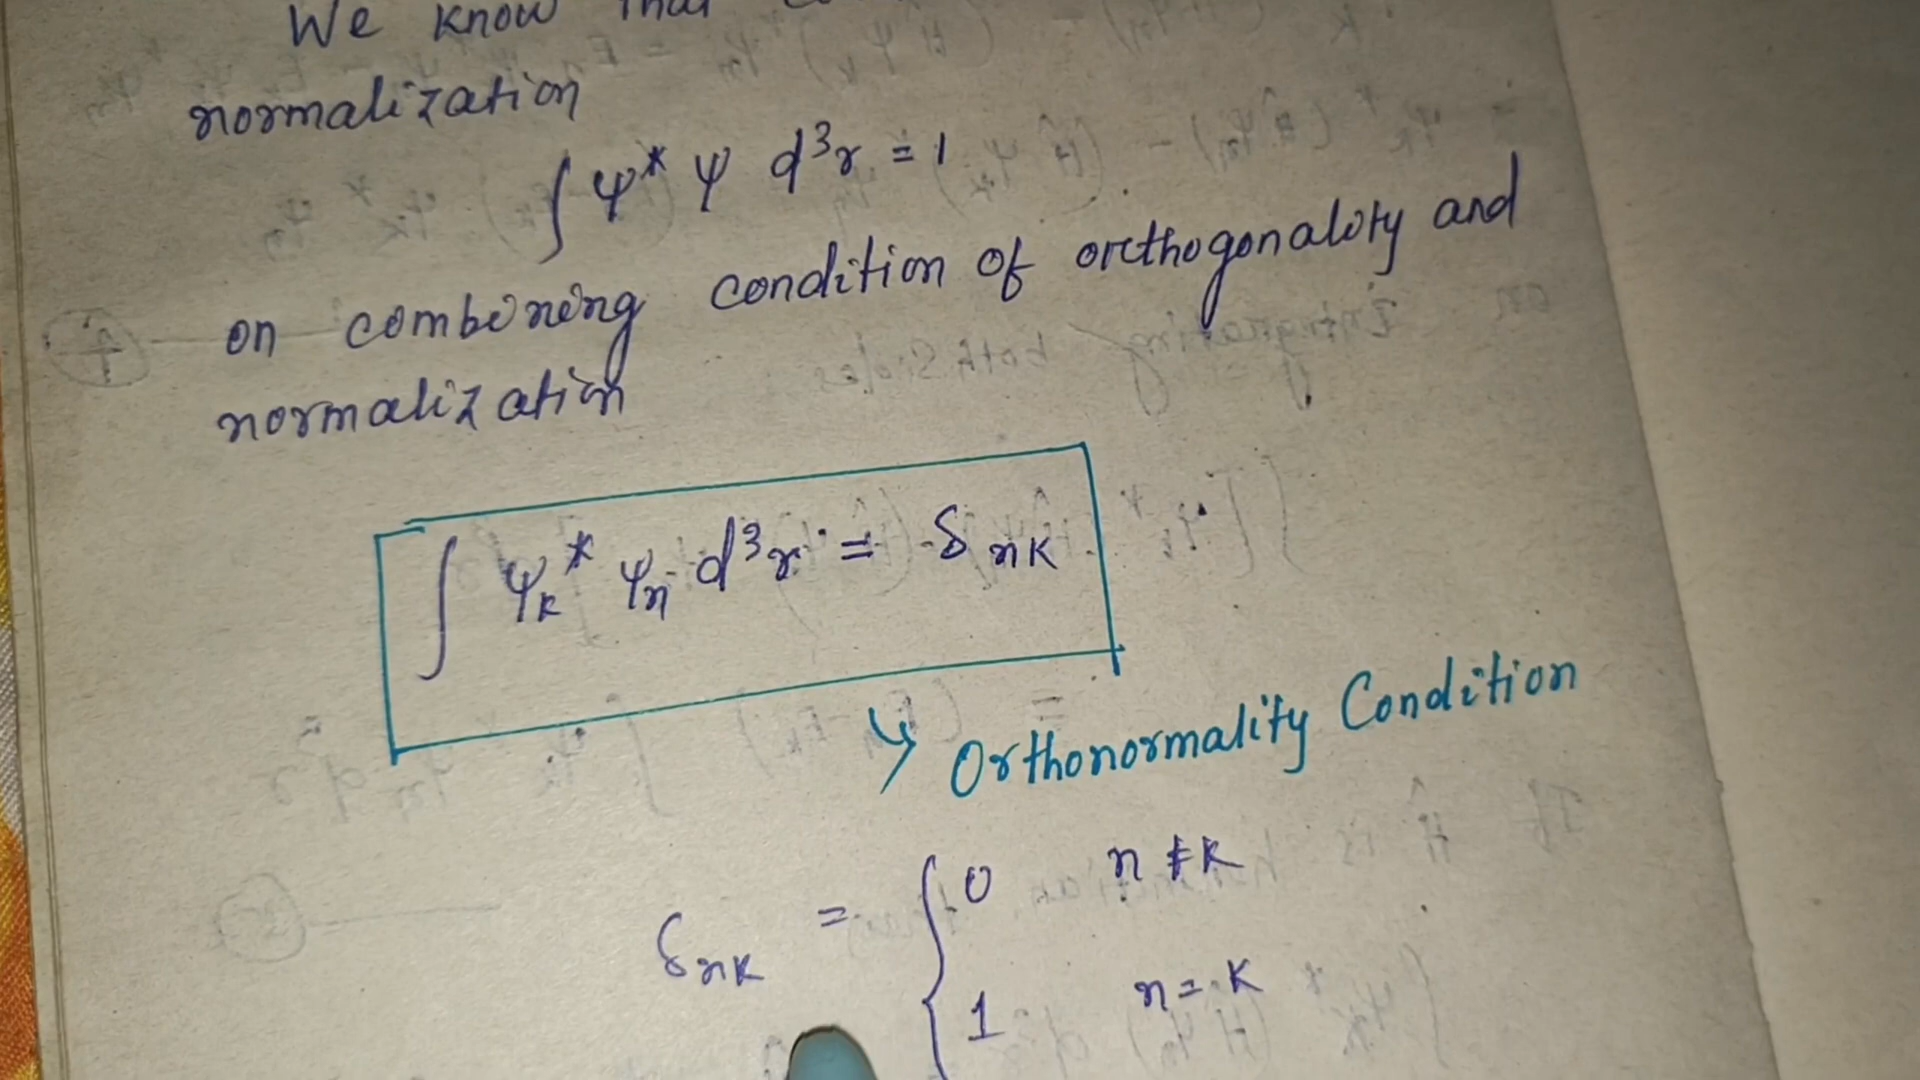 We know that
normalization
∫ ψ* ψ d³r = 1
on combining condition of orthogonality and
normalization
∫ ψₖ* ψₙ d³r = δₙₖ
↳ Orthonormality Condition
δₙₖ = { 0 n ≠ k
1 n = k